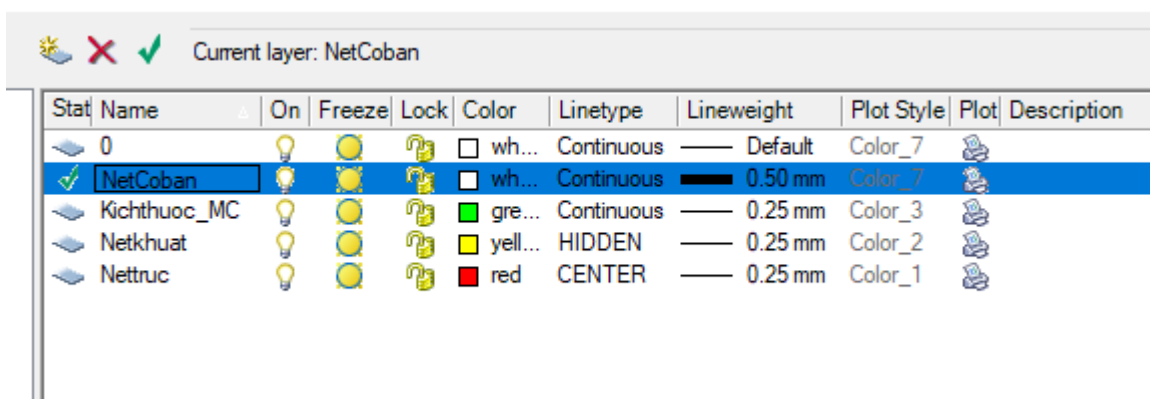 Current layer: NetCoban
Stat Name On Freeze Lock Color Linetype Lineweight Plot Style Plot Description
0 wh... Continuous Default Color_7
NetCoban wh... Continuous 0.50 mm Color_7
Kichthuoc_MC gre... Continuous 0.25 mm Color_3
Netkhuat yell... HIDDEN 0.25 mm Color_2
Nettruc red CENTER 0.25 mm Color_1